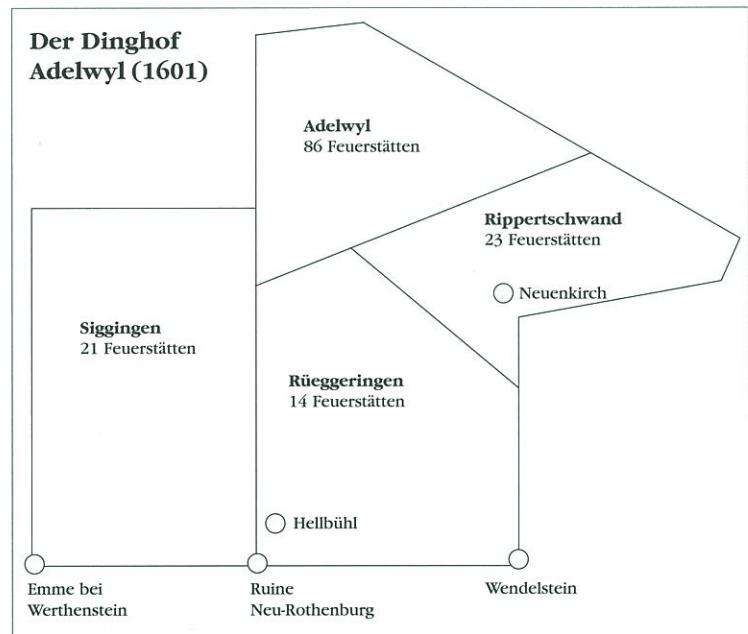 Der Dinghof
Adelwyl (1601)
Adelwyl
86 Feuerstätten
Rippertschwand
23 Feuerstätten
Neuenkirch
Siggingen
21 Feuerstätten
Rüeggeringen
14 Feuerstätten
Hellbühl
Emme bei
Werthenstein
Ruine
Neu-Rothenburg
Wendelstein